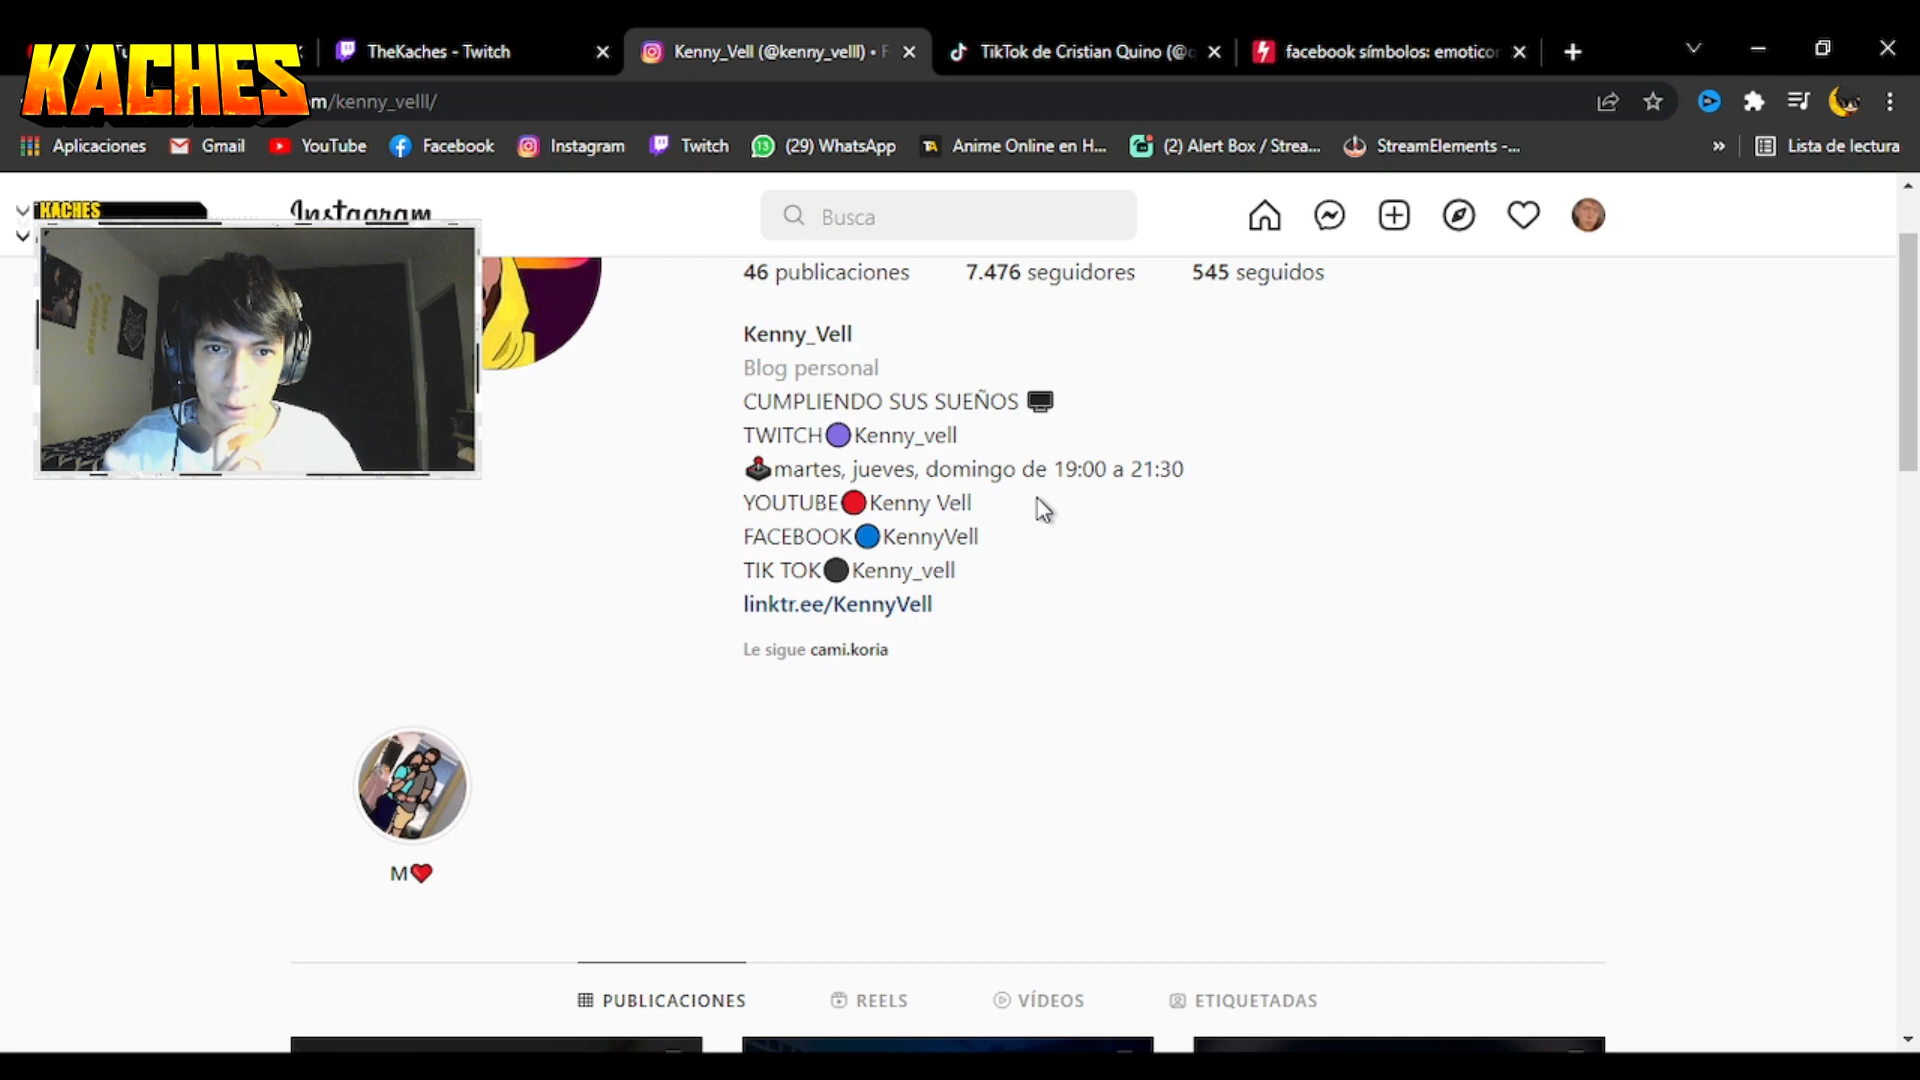 KACHES
TheKaches - Twitch
Kenny_Vell (@kenny_velll) • F
TikTok de Cristian Quino (@q
facebook símbolos: emoticor
m/kenny_velll/
Aplicaciones
Gmail
YouTube
Facebook
Instagram
Twitch
13
(29) WhatsApp
TA
Anime Online en H...
(2) Alert Box / Strea...
StreamElements -...
»
Lista de lectura
KACHES
Instagram
Busca
46 publicaciones
7.476 seguidores
545 seguidos
Kenny_Vell
Blog personal
CUMPLIENDO SUS SUEÑOS 🖥
TWITCH🟣Kenny_vell
🕹martes, jueves, domingo de 19:00 a 21:30
YOUTUBE🔴Kenny Vell
FACEBOOK🔵KennyVell
TIK TOK⚫Kenny_vell
linktr.ee/KennyVell
Le sigue cami.koria
M❤
PUBLICACIONES
REELS
VÍDEOS
ETIQUETADAS